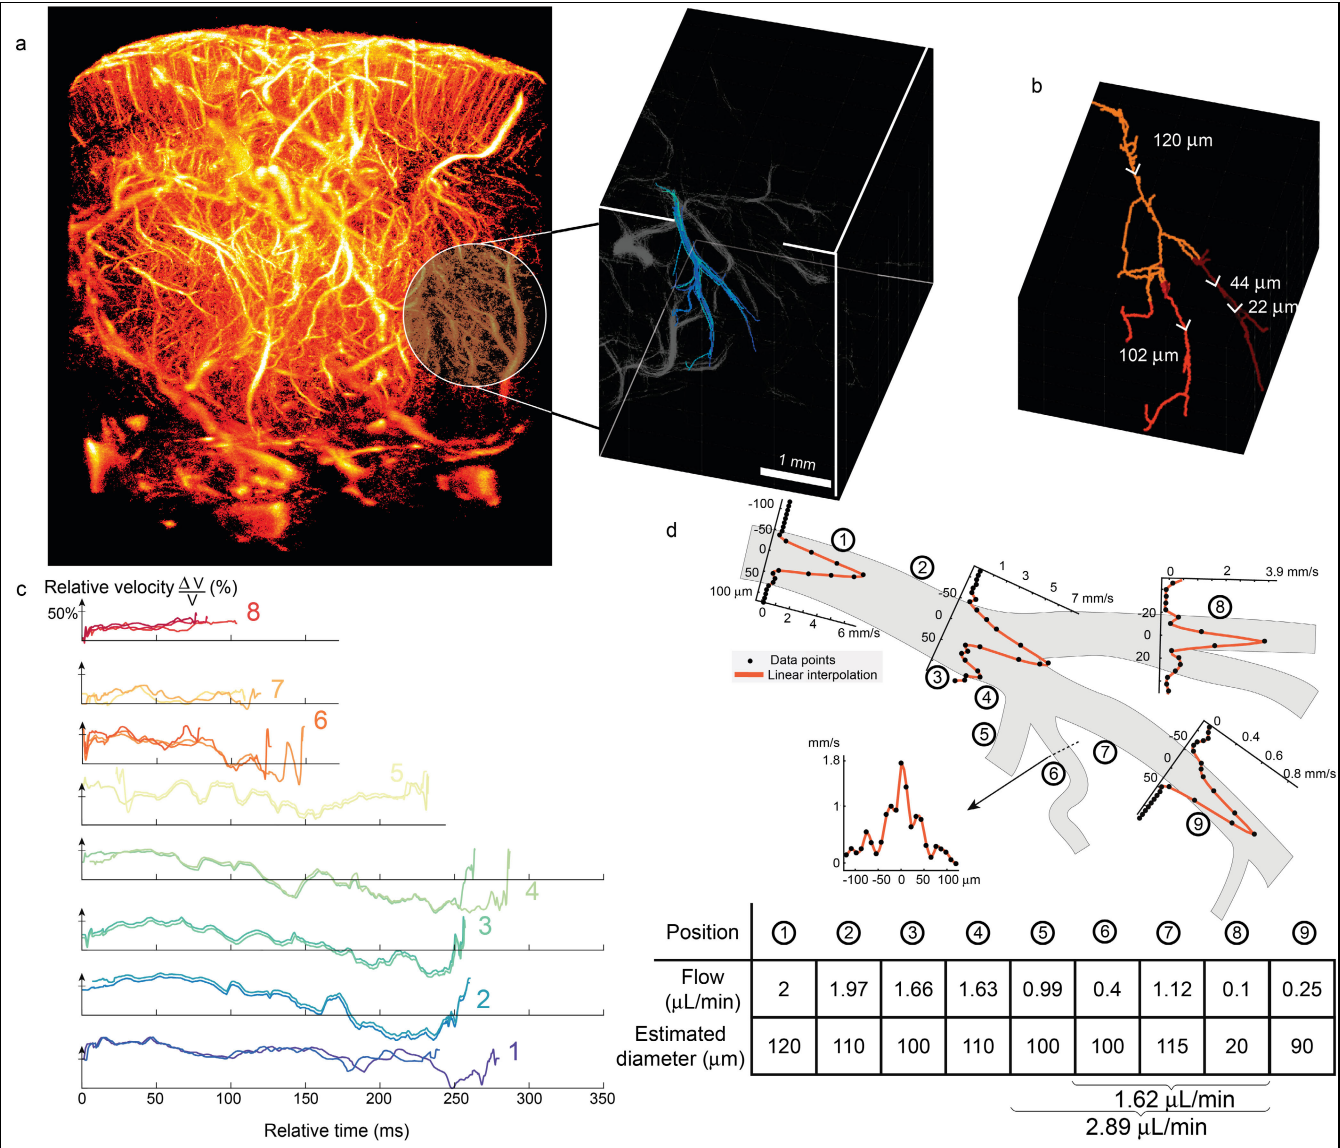 a
1 mm
b
120 µm
44 µm
22 µm
102 µm
c
Relative velocity ΔV/V (%)
50%
8
7
6
5
4
3
2
1
0 50 100 150 200 250 300 350
Relative time (ms)
d
-100
-50
0
50
100 µm
0 2 4 6 mm/s
1
2
-50
0
50
1 3 5 7 mm/s
3
4
5
6
7
0 2 3.9 mm/s
-20
0
20
8
-50
0
50
0 0.4 0.6 0.8 mm/s
9
Data points
Linear interpolation
mm/s
1.8
1
0
-100 -50 0 50 100 µm
Position 1 2 3 4 5 6 7 8 9
Flow
(µL/min) 2 1.97 1.66 1.63 0.99 0.4 1.12 0.1 0.25
Estimated
diameter (µm) 120 110 100 110 100 100 115 20 90
1.62 µL/min
2.89 µL/min